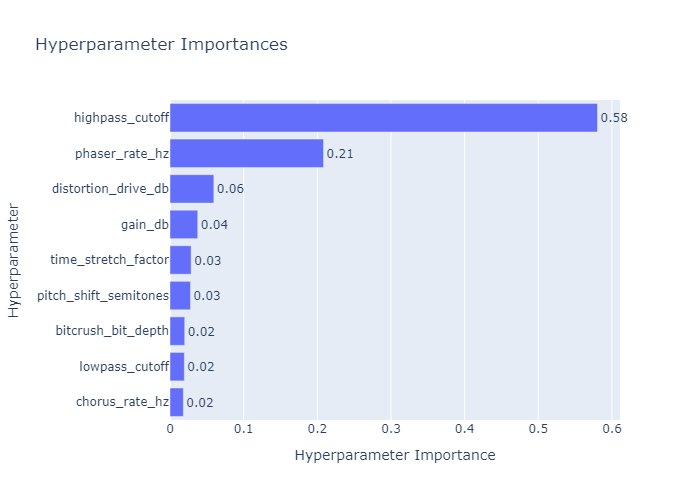 Hyperparameter Importances
Hyperparameter
highpass_cutoff 0.58
phaser_rate_hz 0.21
distortion_drive_db 0.06
gain_db 0.04
time_stretch_factor 0.03
pitch_shift_semitones 0.03
bitcrush_bit_depth 0.02
lowpass_cutoff 0.02
chorus_rate_hz 0.02
0 0.1 0.2 0.3 0.4 0.5 0.6
Hyperparameter Importance